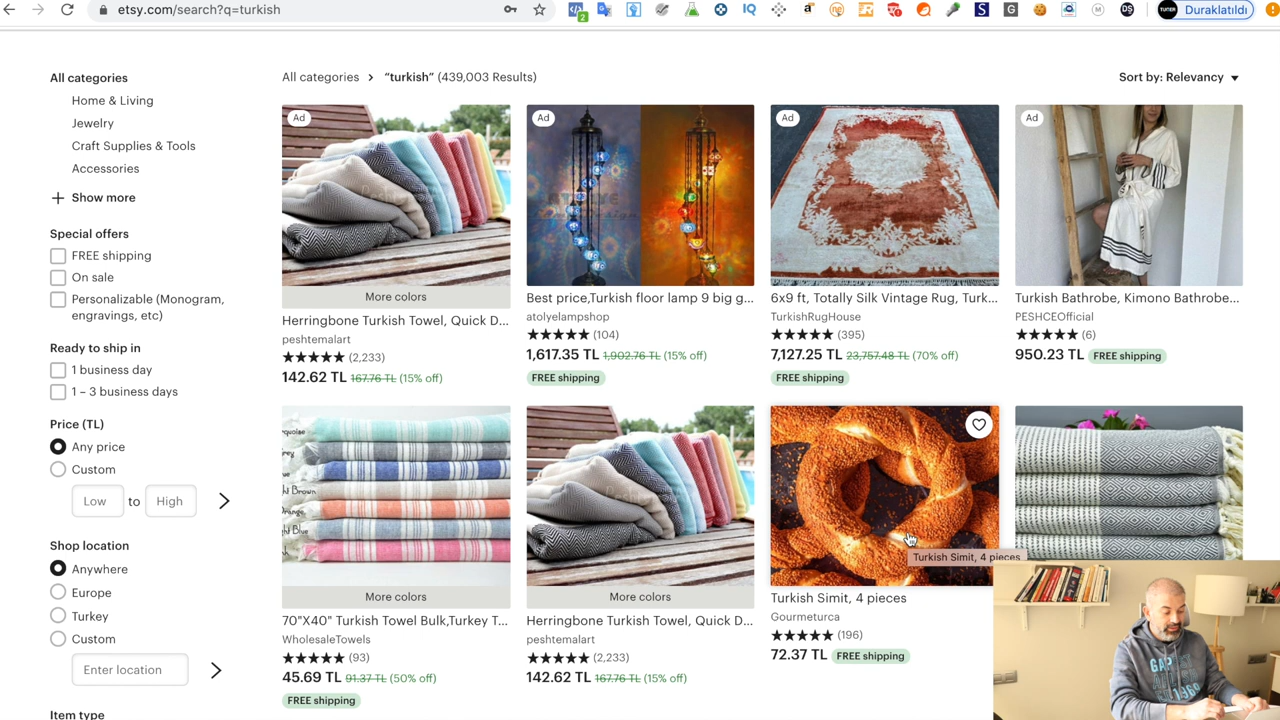 etsy.com/search?q=turkish
2
IQ
a
S
G
M
DS
TUNER
Duraklatıldı
All categories
Home & Living
Jewelry
Craft Supplies & Tools
Accessories
Show more
Special offers
FREE shipping
On sale
Personalizable (Monogram,
engravings, etc)
Ready to ship in
1 business day
1 – 3 business days
Price (TL)
Any price
Custom
Low to High
Shop location
Anywhere
Europe
Turkey
Custom
Enter location
Item type
All categories > “turkish” (439,003 Results)
Sort by: Relevancy
Ad
More colors
Herringbone Turkish Towel, Quick D...
peshtemalart
★★★★★ (2,233)
142.62 TL 167.76 TL (15% off)
Ad
Best price,Turkish floor lamp 9 big g...
atolyelampshop
★★★★★ (104)
1,617.35 TL 1,902.76 TL (15% off)
FREE shipping
Ad
6x9 ft, Totally Silk Vintage Rug, Turk...
TurkishRugHouse
★★★★★ (395)
7,127.25 TL 23,757.48 TL (70% off)
FREE shipping
Ad
Turkish Bathrobe, Kimono Bathrobe...
PESHCEOfficial
★★★★★ (6)
950.23 TL FREE shipping
More colors
70"X40" Turkish Towel Bulk,Turkey T...
WholesaleTowels
★★★★★ (93)
45.69 TL 91.37 TL (50% off)
FREE shipping
More colors
Herringbone Turkish Towel, Quick D...
peshtemalart
★★★★★ (2,233)
142.62 TL 167.76 TL (15% off)
Turkish Simit, 4 pieces
Turkish Simit, 4 pieces
Gourmeturca
★★★★★ (196)
72.37 TL FREE shipping
GAP
1969